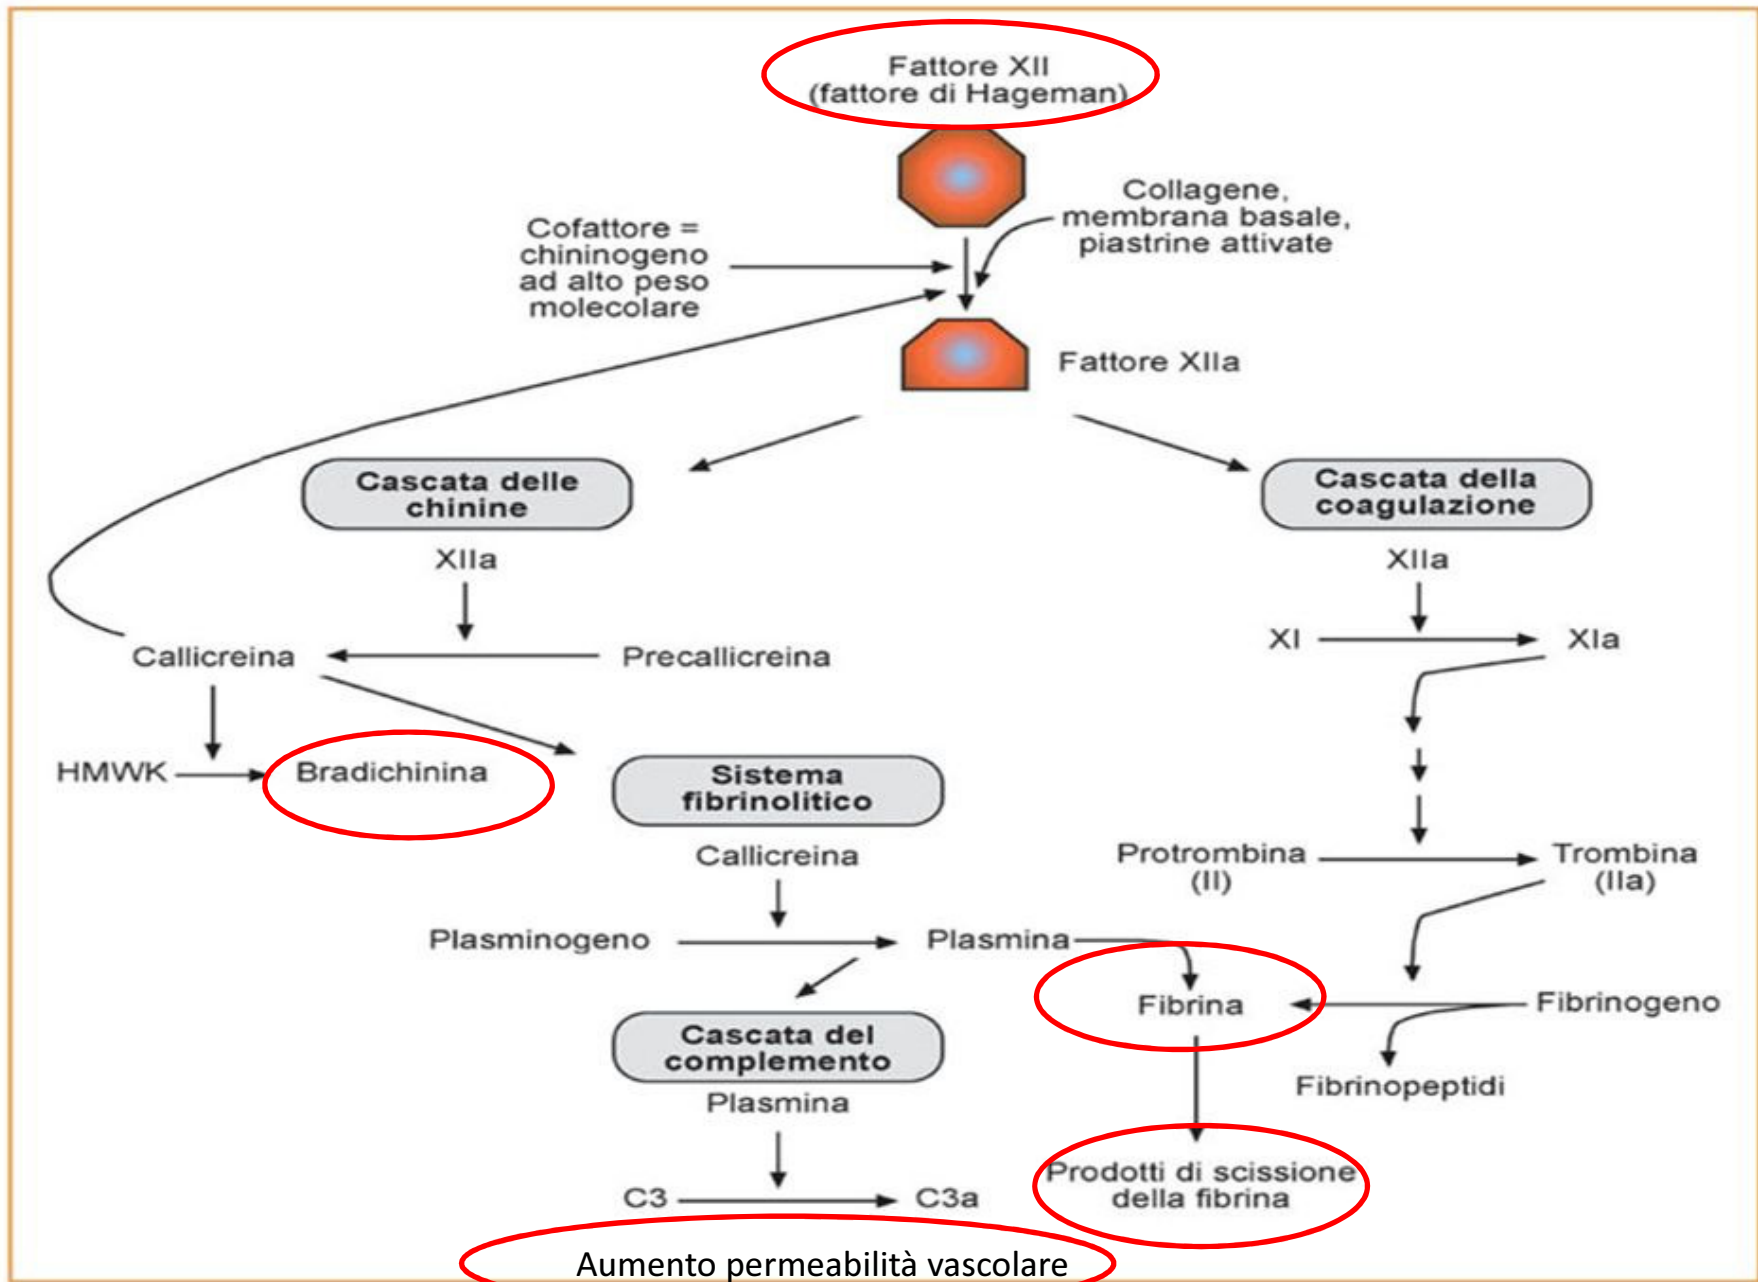 Fattore XII
(fattore di Hageman)
Collagene,
membrana basale,
piastrine attivate
Cofattore =
chininogeno
ad alto peso
molecolare
Fattore XIIa
Cascata delle
chinine
Cascata della
coagulazione
XIIa
XIIa
Callicreina
Precallicreina
XI
XIa
HMWK
Bradichinina
Sistema
fibrinolitico
Callicreina
Protrombina
(II)
Trombina
(IIa)
Plasminogeno
Plasmina
Fibrina
Fibrinogeno
Cascata del
complemento
Plasmina
Fibrinopeptidi
C3
C3a
Prodotti di scissione
della fibrina
Aumento permeabilità vascolare